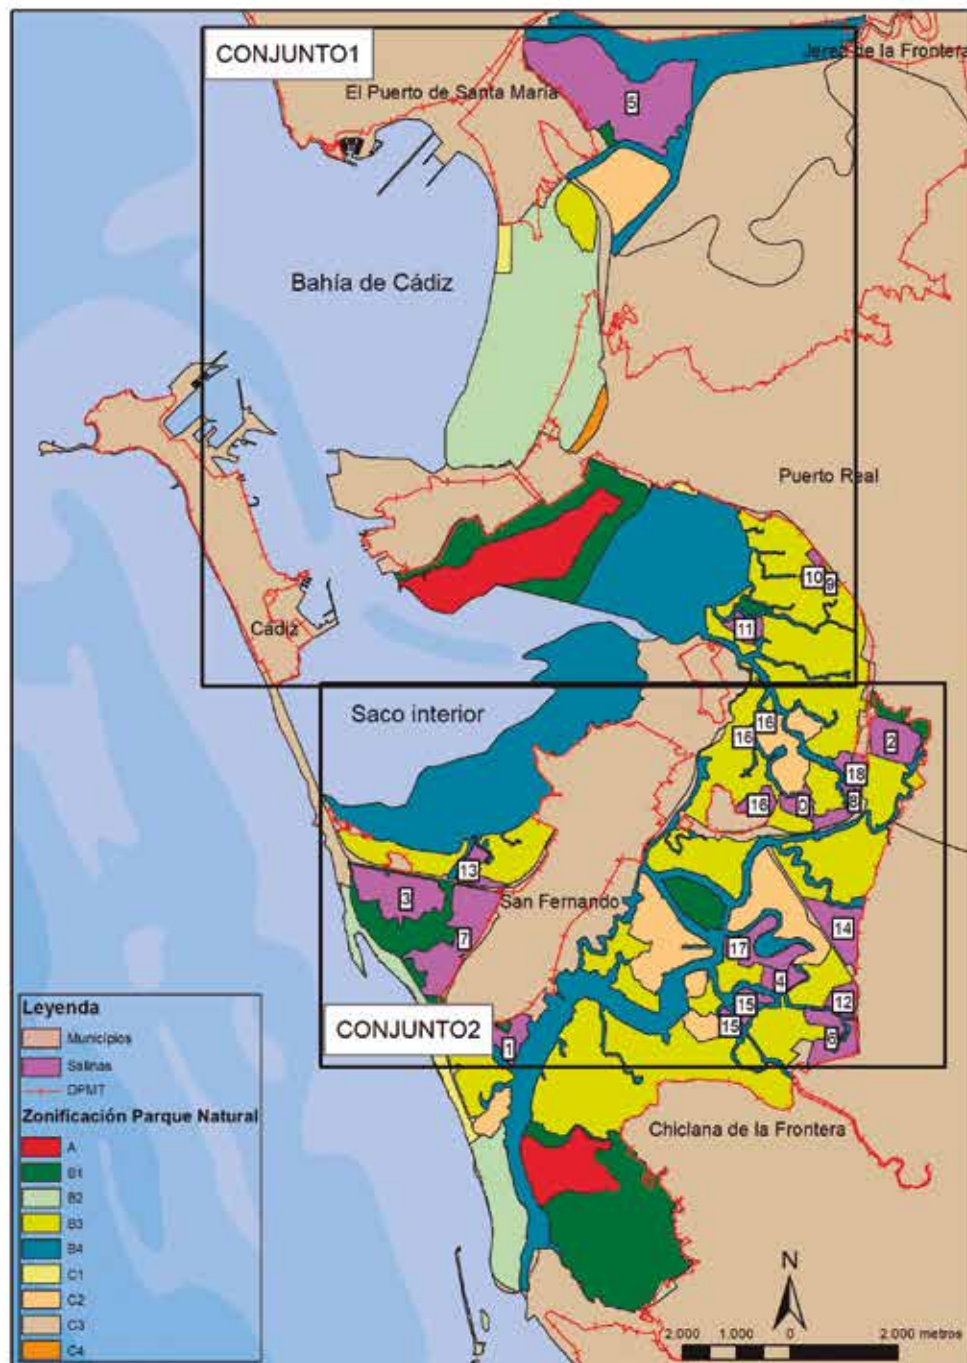 CONJUNTO1
Jerez de la Frontera
El Puerto de Santa María
5
Bahía de Cádiz
Puerto Real
10
9
11
Cádiz
Saco interior
16
16
2
18
16
0
8
13
3
San Fernando
7
14
17
4
15
12
15
6
CONJUNTO2
1
Chiclana de la Frontera
Leyenda
Municípios
Salinas
DPMT
Zonificación Parque Natural
A
B1
B2
B3
B4
C1
C2
C3
C4
N
2.000 1.000 0 2.000 metros